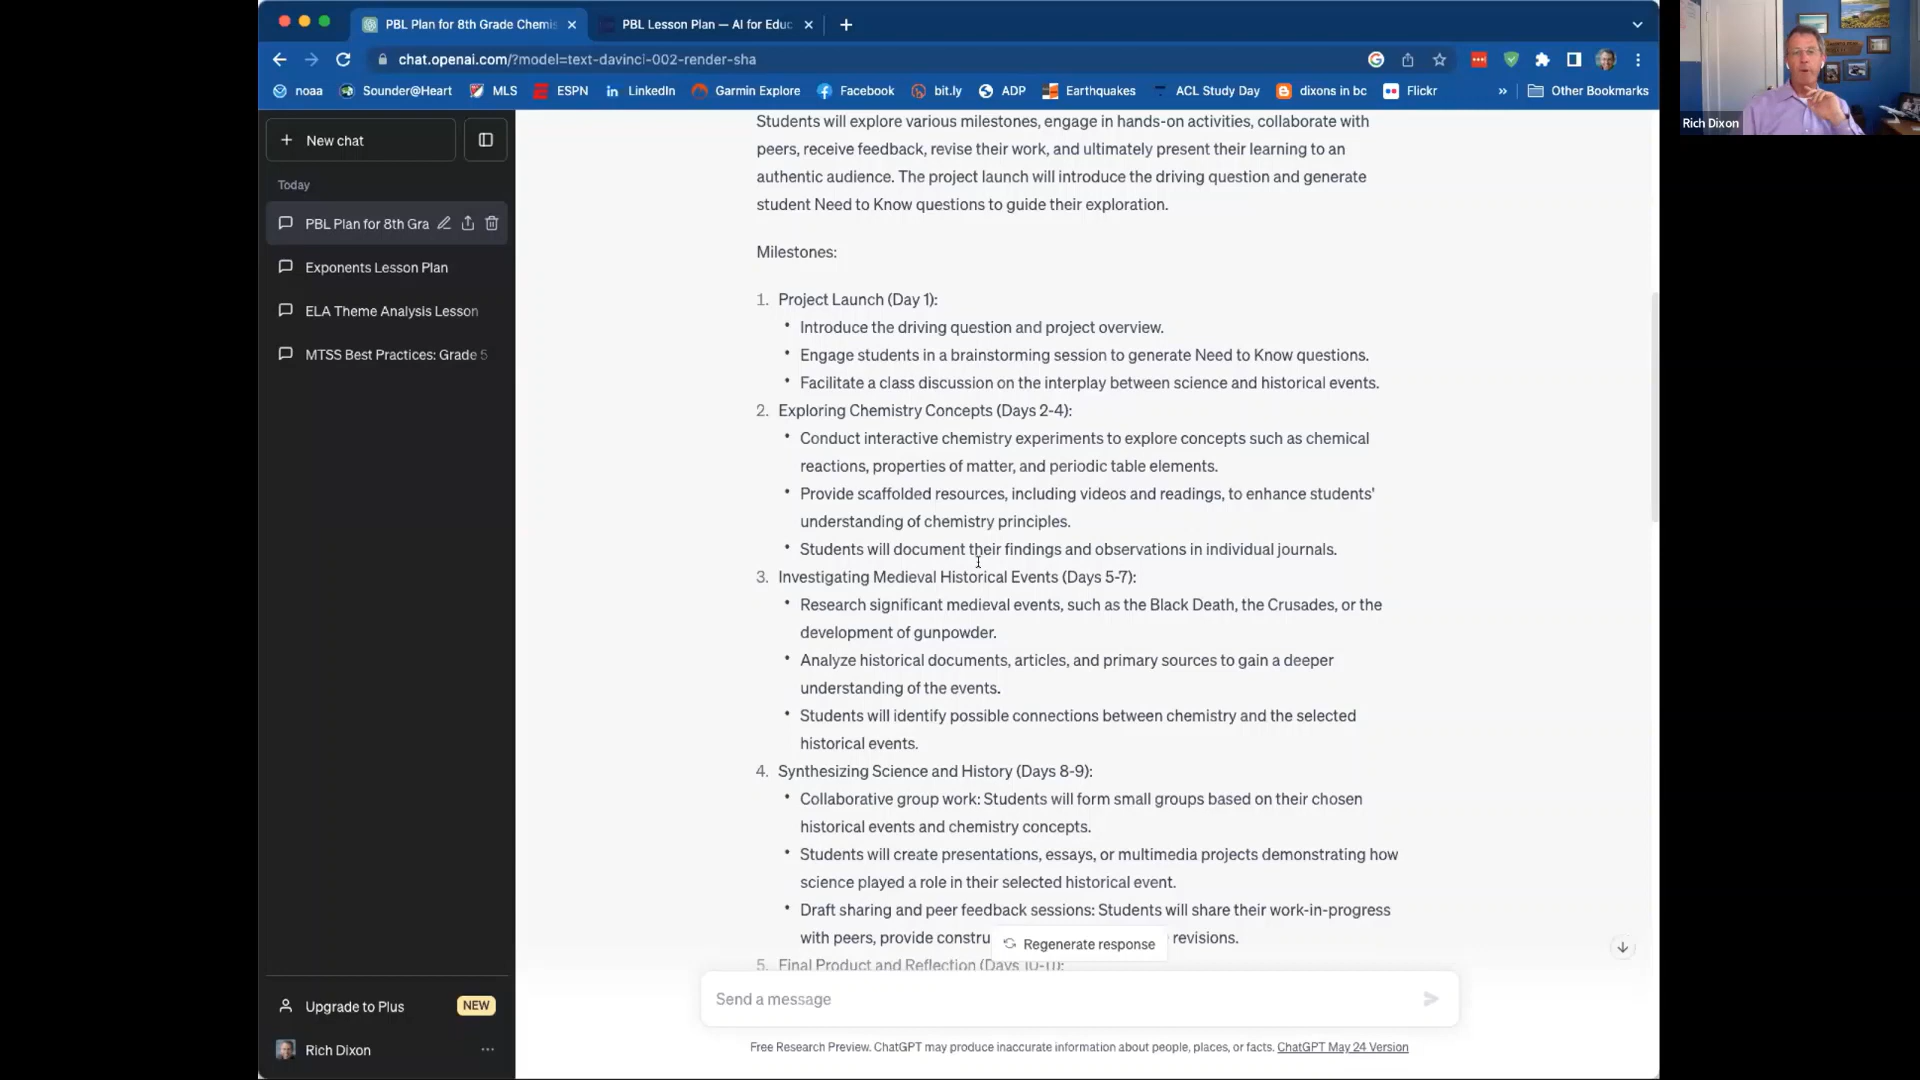 PBL Plan for 8th Grade Chemis
PBL Lesson Plan — AI for Educ
chat.openai.com/?model=text-davinci-002-render-sha
noaa
Sounder@Heart
MLS
ESPN
LinkedIn
Garmin Explore
Facebook
bit.ly
ADP
Earthquakes
ACL Study Day
dixons in bc
Flickr
»
Other Bookmarks
Rich Dixon
New chat
Today
PBL Plan for 8th Gra
Exponents Lesson Plan
ELA Theme Analysis Lesson
MTSS Best Practices: Grade 5
Upgrade to Plus
NEW
Rich Dixon
Students will explore various milestones, engage in hands-on activities, collaborate with
peers, receive feedback, revise their work, and ultimately present their learning to an
authentic audience. The project launch will introduce the driving question and generate
student Need to Know questions to guide their exploration.
Milestones:
1. Project Launch (Day 1):
• Introduce the driving question and project overview.
• Engage students in a brainstorming session to generate Need to Know questions.
• Facilitate a class discussion on the interplay between science and historical events.
2. Exploring Chemistry Concepts (Days 2-4):
• Conduct interactive chemistry experiments to explore concepts such as chemical
reactions, properties of matter, and periodic table elements.
• Provide scaffolded resources, including videos and readings, to enhance students'
understanding of chemistry principles.
• Students will document their findings and observations in individual journals.
3. Investigating Medieval Historical Events (Days 5-7):
• Research significant medieval events, such as the Black Death, the Crusades, or the
development of gunpowder.
• Analyze historical documents, articles, and primary sources to gain a deeper
understanding of the events.
• Students will identify possible connections between chemistry and the selected
historical events.
4. Synthesizing Science and History (Days 8-9):
• Collaborative group work: Students will form small groups based on their chosen
historical events and chemistry concepts.
• Students will create presentations, essays, or multimedia projects demonstrating how
science played a role in their selected historical event.
• Draft sharing and peer feedback sessions: Students will share their work-in-progress
with peers, provide constru
revisions.
Regenerate response
5. Final Product and Reflection (Days 10-11):
Send a message
Free Research Preview. ChatGPT may produce inaccurate information about people, places, or facts. ChatGPT May 24 Version